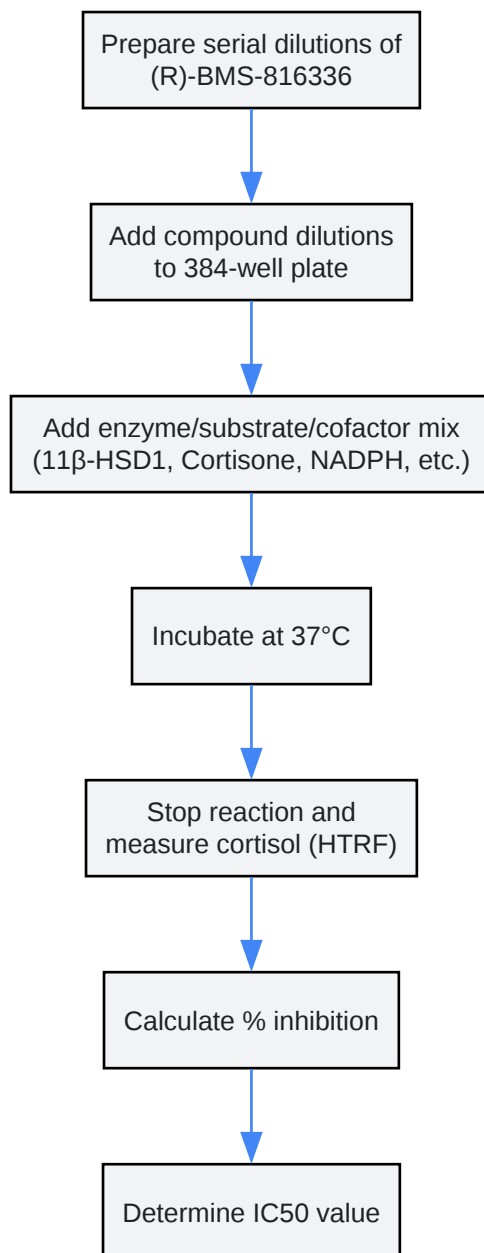 Prepare serial dilutions of
(R)-BMS-816336
Add compound dilutions
to 384-well plate
Add enzyme/substrate/cofactor mix
(11β-HSD1, Cortisone, NADPH, etc.)
Incubate at 37°C
Stop reaction and
measure cortisol (HTRF)
Calculate % inhibition
Determine IC50 value